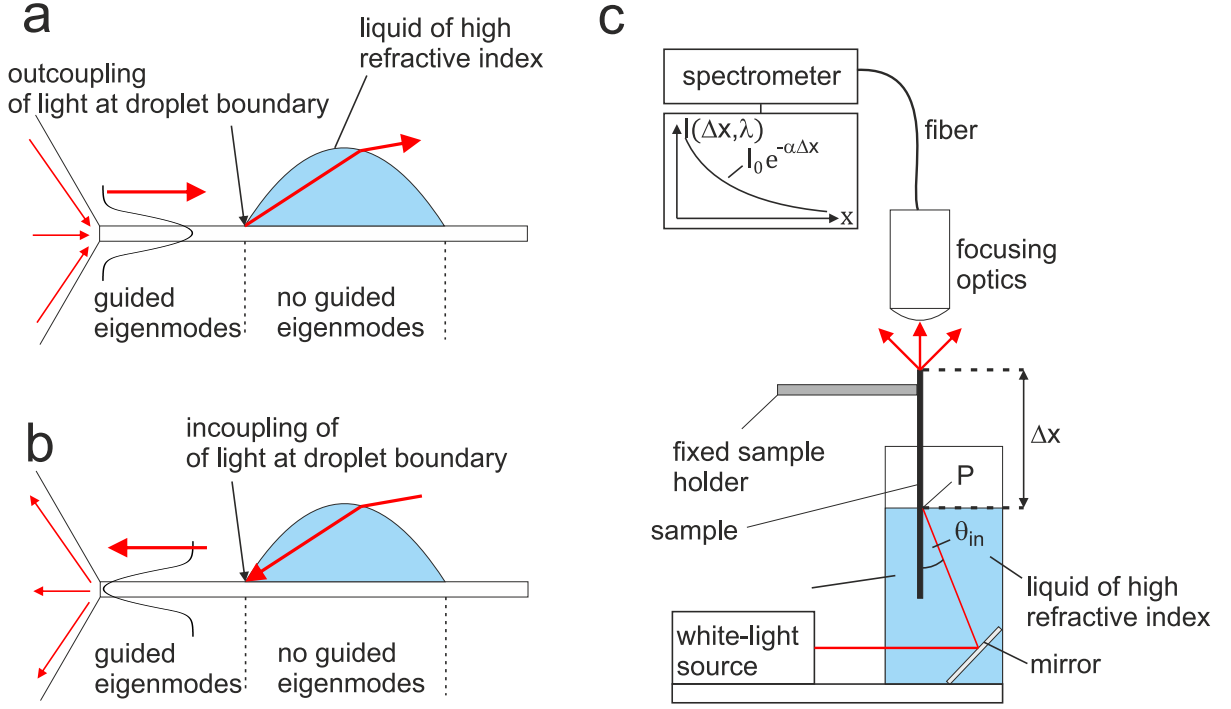 a
liquid of high
refractive index
outcoupling
of light at droplet boundary
guided
eigenmodes
no guided
eigenmodes
b
incoupling of
of light at droplet boundary
guided
eigenmodes
no guided
eigenmodes
c
spectrometer
I(Δx,λ)
I₀ e^-αΔx
x
fiber
focusing
optics
Δx
fixed sample
holder
P
sample
θin
liquid of high
refractive index
white-light
source
mirror